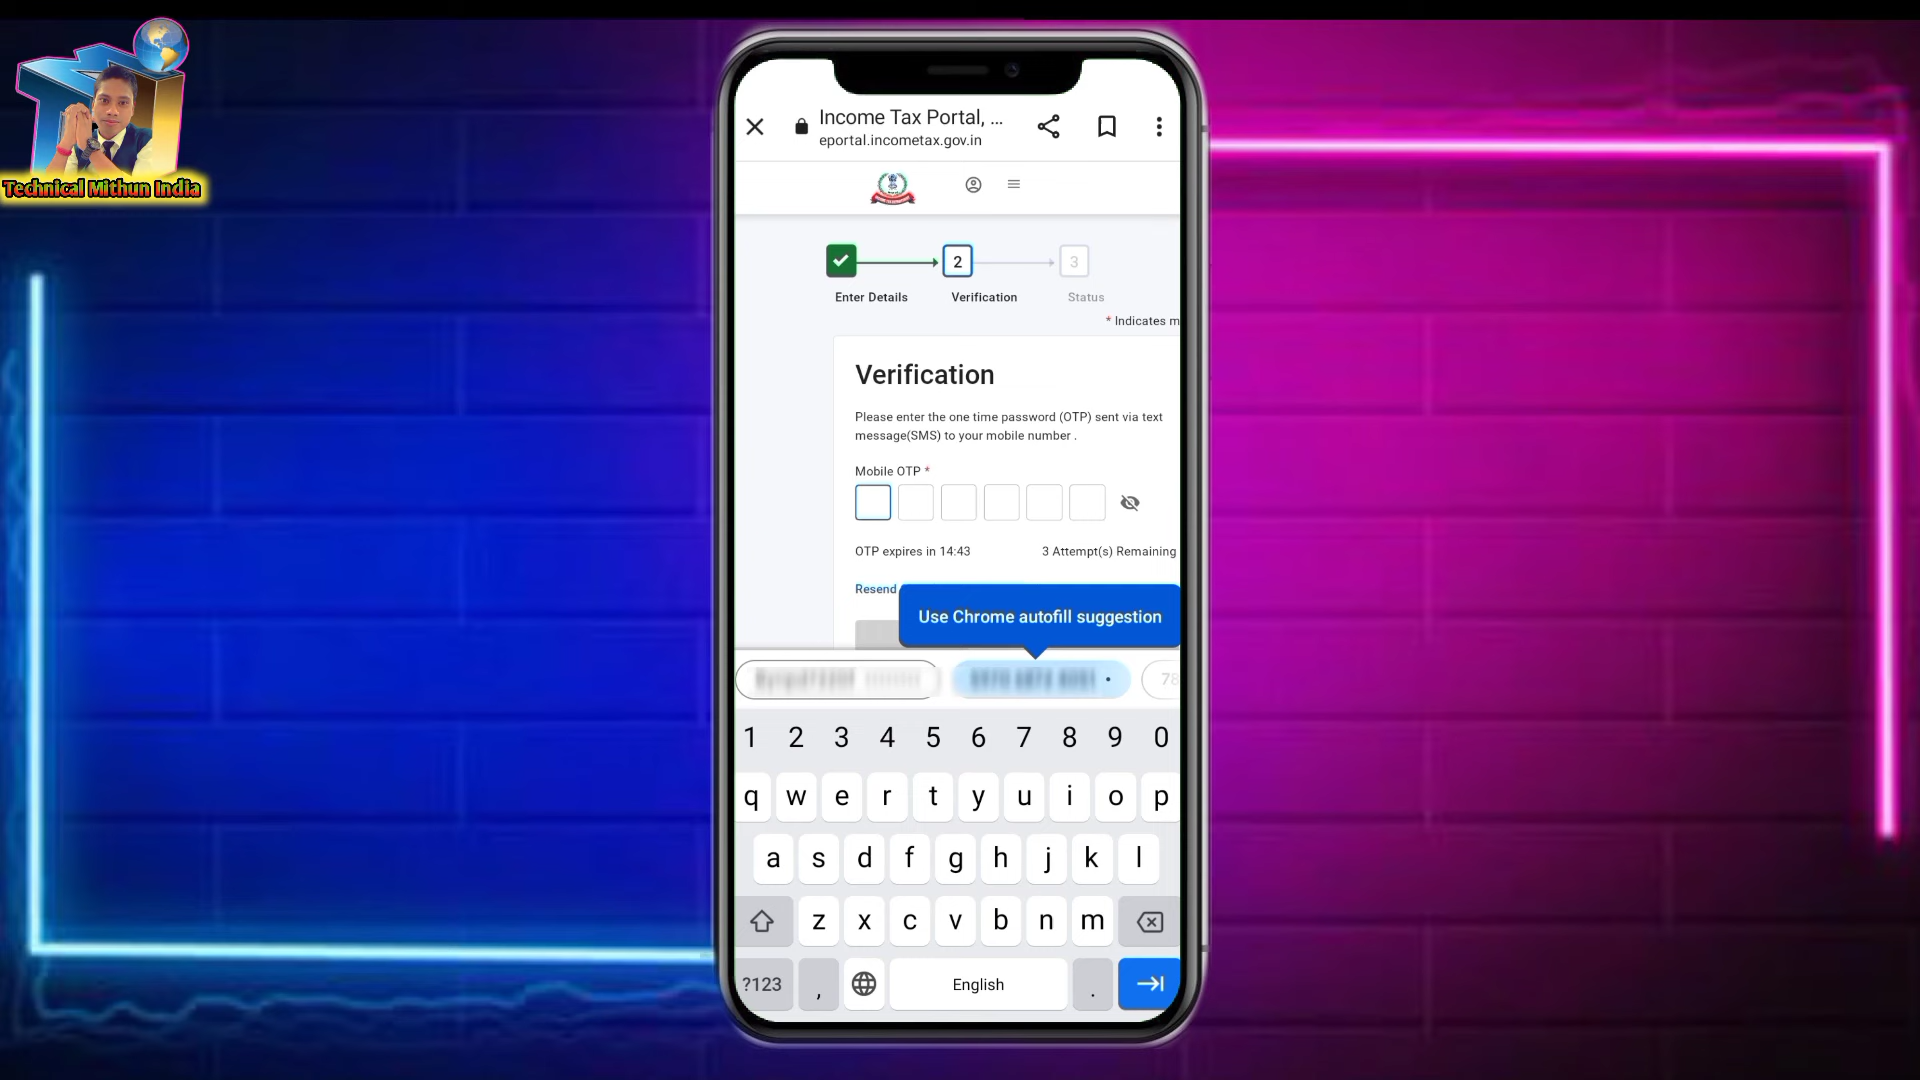 Technical Mithun India
Income Tax Portal, ...
eportal.incometax.gov.in
2
3
Enter Details
Verification
Status
* Indicates m
Verification
Please enter the one time password (OTP) sent via text
message(SMS) to your mobile number .
Mobile OTP *
OTP expires in 14:43
3 Attempt(s) Remaining
Resend
Use Chrome autofill suggestion
78
1 2 3 4 5 6 7 8 9 0
q w e r t y u i o p
a s d f g h j k l
z x c v b n m
?123 , English .